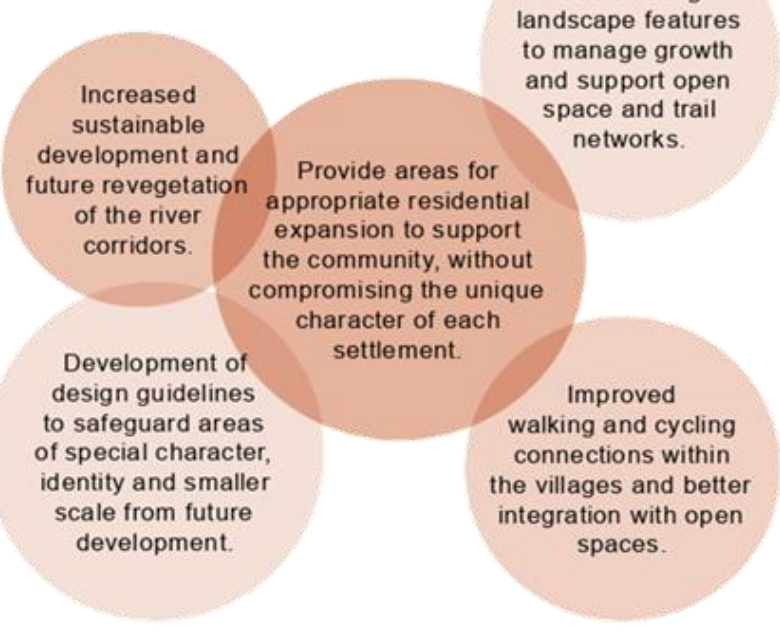 landscape features
to manage growth
and support open
space and trail
networks.
Increased
sustainable
development and
future revegetation
of the river
corridors.
Provide areas for
appropriate residential
expansion to support
the community, without
compromising the unique
character of each
settlement.
Development of
design guidelines
to safeguard areas
of special character,
identity and smaller
scale from future
development.
Improved
walking and cycling
connections within
the villages and better
integration with open
spaces.